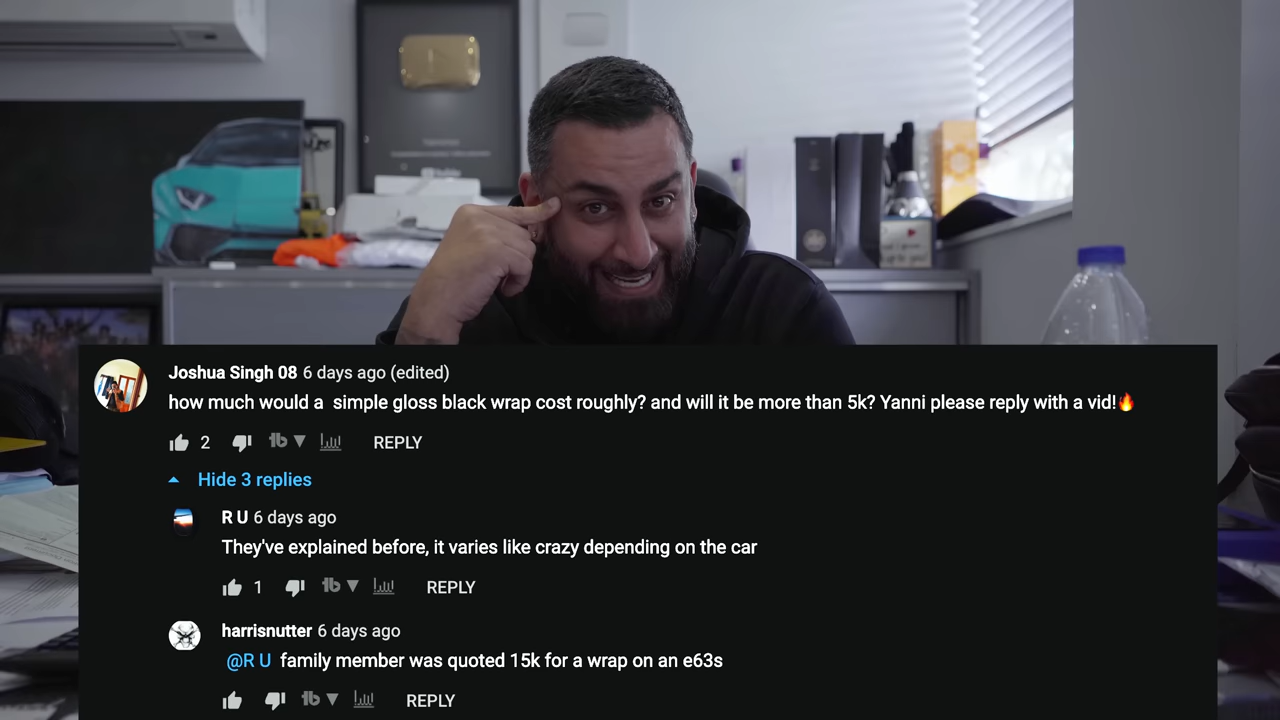 Joshua Singh 08 6 days ago (edited)
how much would a simple gloss black wrap cost roughly? and will it be more than 5k? Yanni please reply with a vid!🔥
2 REPLY
Hide 3 replies
R U 6 days ago
They've explained before, it varies like crazy depending on the car
1 REPLY
harrisnutter 6 days ago
@R U family member was quoted 15k for a wrap on an e63s
REPLY